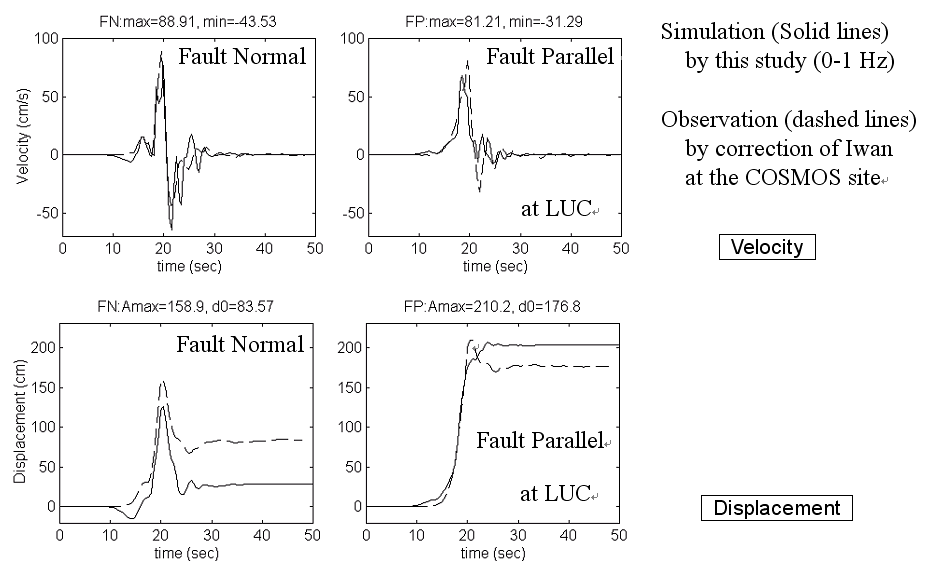 FN:max=88.91, min=-43.53
100
50
0
-50
Velocity (cm/s)
Fault Normal
0 10 20 30 40 50
time (sec)
FP:max=81.21, min=-31.29
100
50
0
-50
Fault Parallel
at LUC
0 10 20 30 40 50
time (sec)
Simulation (Solid lines)
by this study (0-1 Hz)
Observation (dashed lines)
by correction of Iwan
at the COSMOS site
Velocity
FN:Amax=158.9, d0=83.57
200
150
100
50
0
Displacement (cm)
Fault Normal
0 10 20 30 40 50
time (sec)
FP:Amax=210.2, d0=176.8
200
150
100
50
0
Fault Parallel
at LUC
0 10 20 30 40 50
time (sec)
Displacement